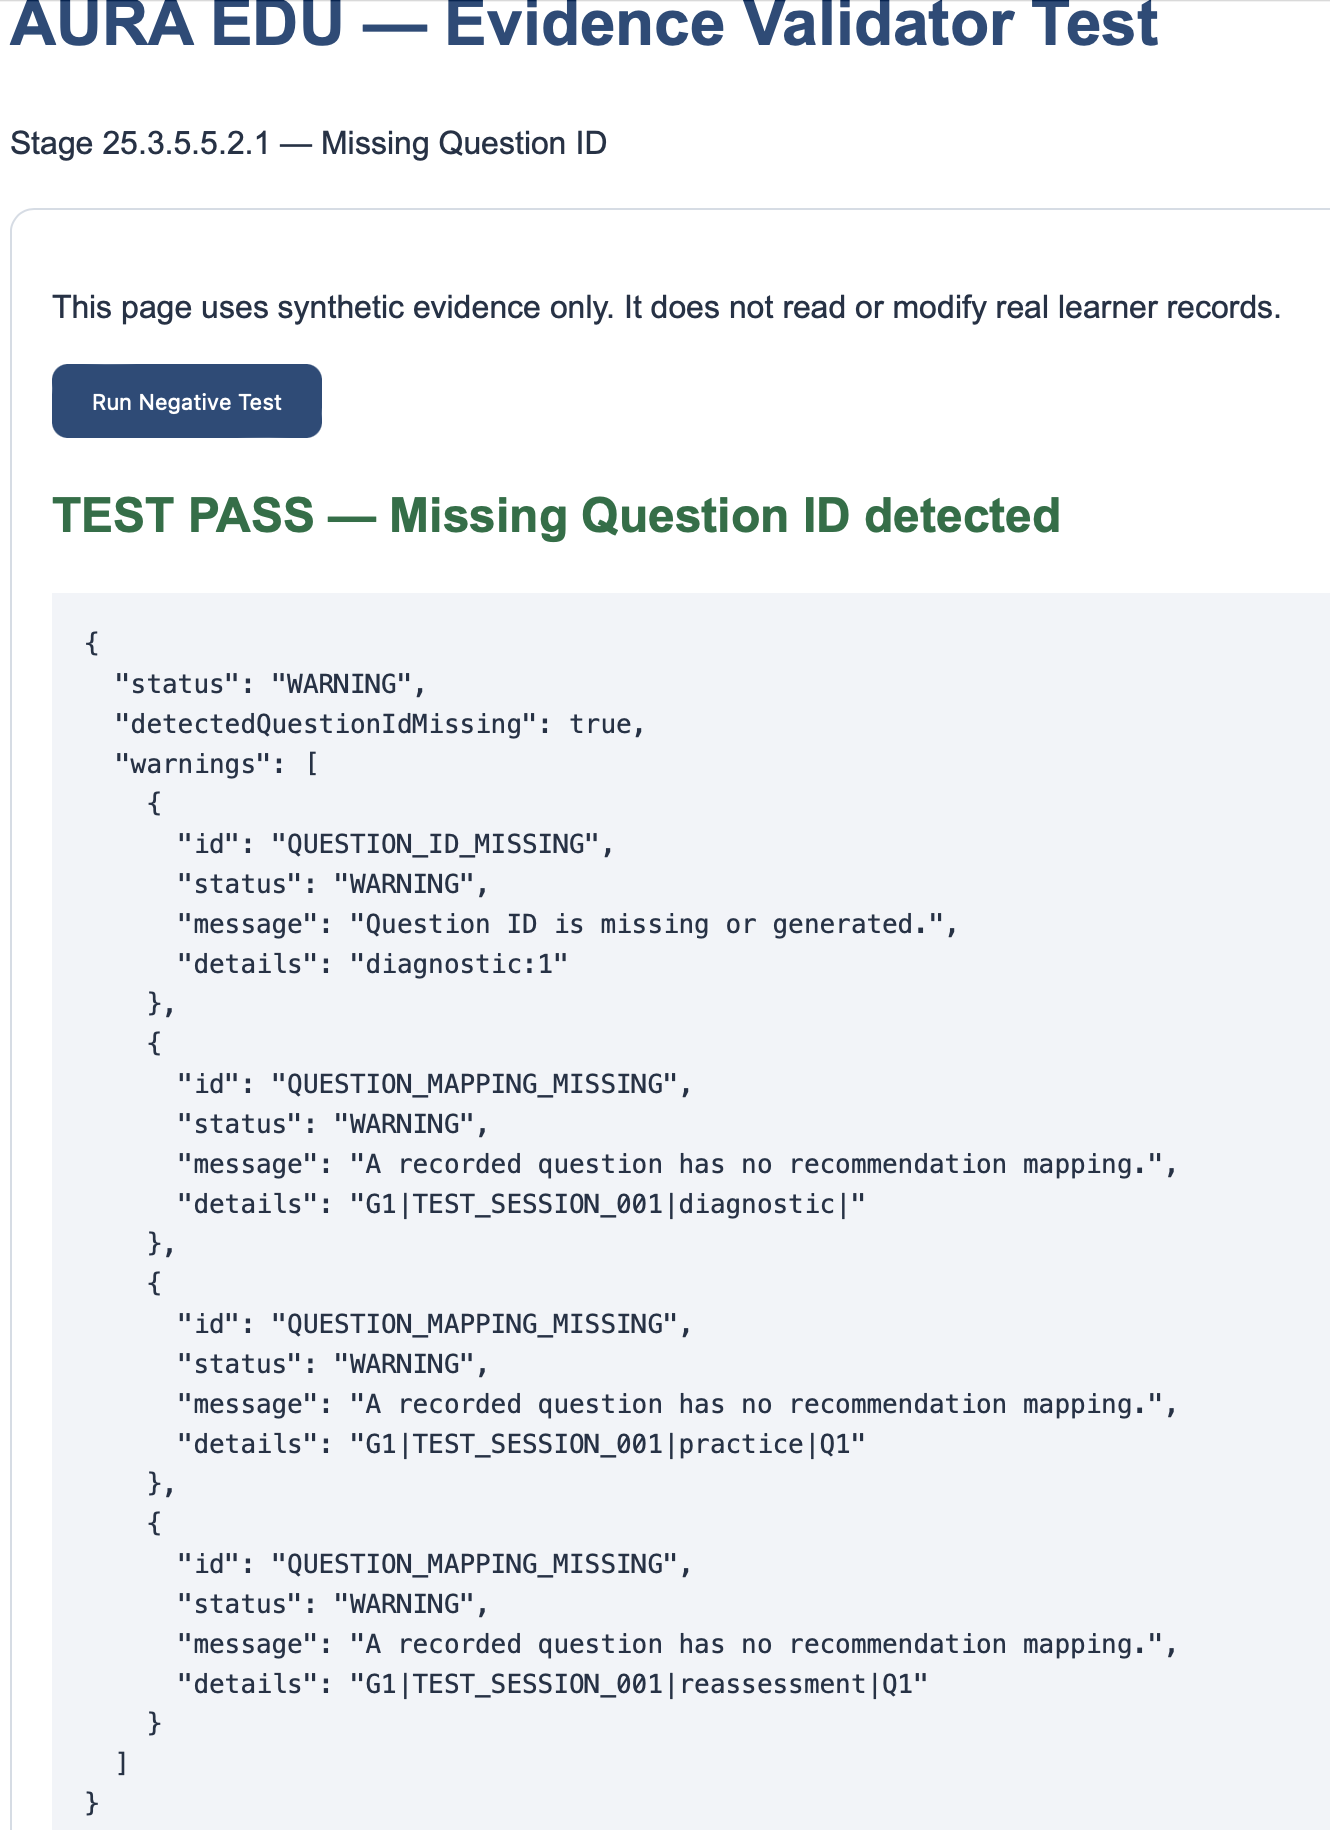 AURA EDU — Evidence Validator Test
Stage 25.3.5.5.2.1 — Missing Question ID
This page uses synthetic evidence only. It does not read or modify real learner records.
Run Negative Test
TEST PASS — Missing Question ID detected
{
  "status": "WARNING",
  "detectedQuestionIdMissing": true,
  "warnings": [
    {
      "id": "QUESTION_ID_MISSING",
      "status": "WARNING",
      "message": "Question ID is missing or generated.",
      "details": "diagnostic:1"
    },
    {
      "id": "QUESTION_MAPPING_MISSING",
      "status": "WARNING",
      "message": "A recorded question has no recommendation mapping.",
      "details": "G1|TEST_SESSION_001|diagnostic|"
    },
    {
      "id": "QUESTION_MAPPING_MISSING",
      "status": "WARNING",
      "message": "A recorded question has no recommendation mapping.",
      "details": "G1|TEST_SESSION_001|practice|Q1"
    },
    {
      "id": "QUESTION_MAPPING_MISSING",
      "status": "WARNING",
      "message": "A recorded question has no recommendation mapping.",
      "details": "G1|TEST_SESSION_001|reassessment|Q1"
    }
  ]
}